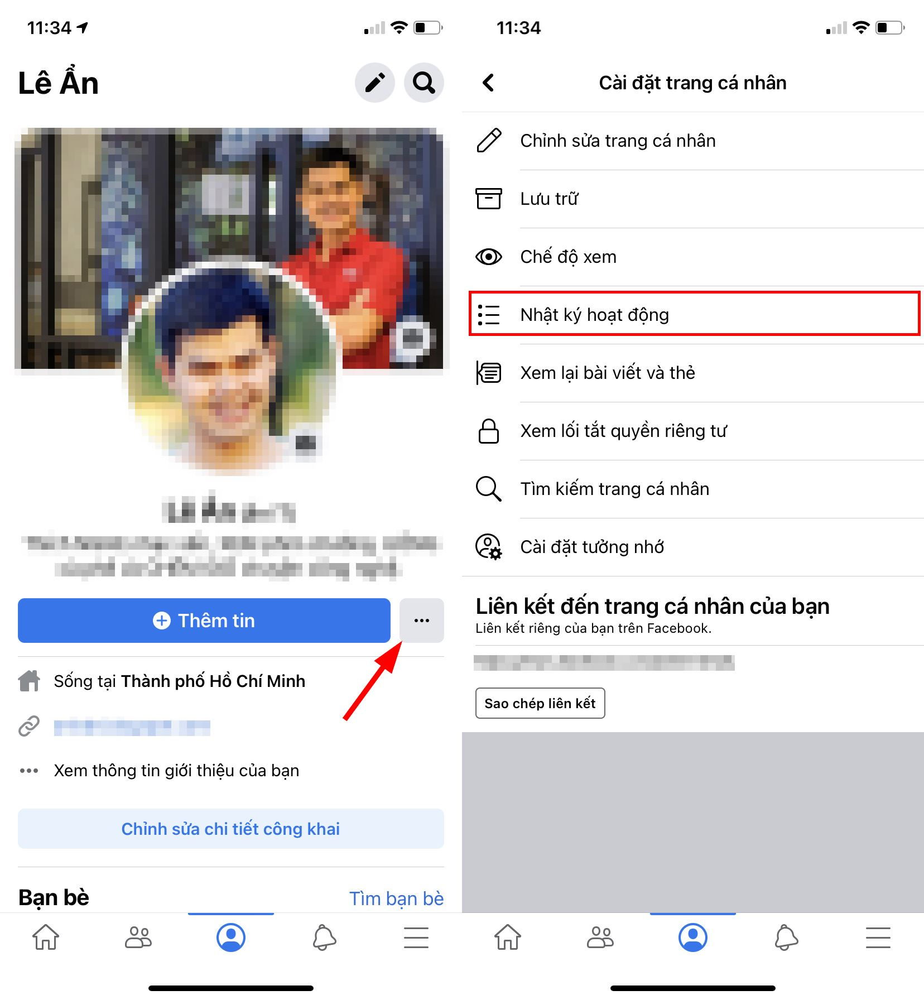 11:34
Lê Ẩn
Lê Ẩn
Thêm tin
Sống tại Thành phố Hồ Chí Minh
Xem thông tin giới thiệu của bạn
Chỉnh sửa chi tiết công khai
Bạn bè
Tìm bạn bè
11:34
Cài đặt trang cá nhân
Chỉnh sửa trang cá nhân
Lưu trữ
Chế độ xem
Nhật ký hoạt động
Xem lại bài viết và thẻ
Xem lối tắt quyền riêng tư
Tìm kiếm trang cá nhân
Cài đặt tưởng nhớ
Liên kết đến trang cá nhân của bạn
Liên kết riêng của bạn trên Facebook.
Sao chép liên kết